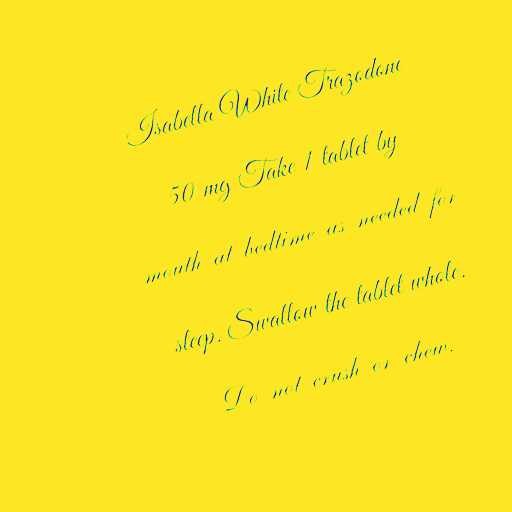 Isabella White Trazodone
50 mg Take 1 tablet by
mouth at bedtime as needed for
sleep. Swallow the tablet whole.
Do not crush or chew.